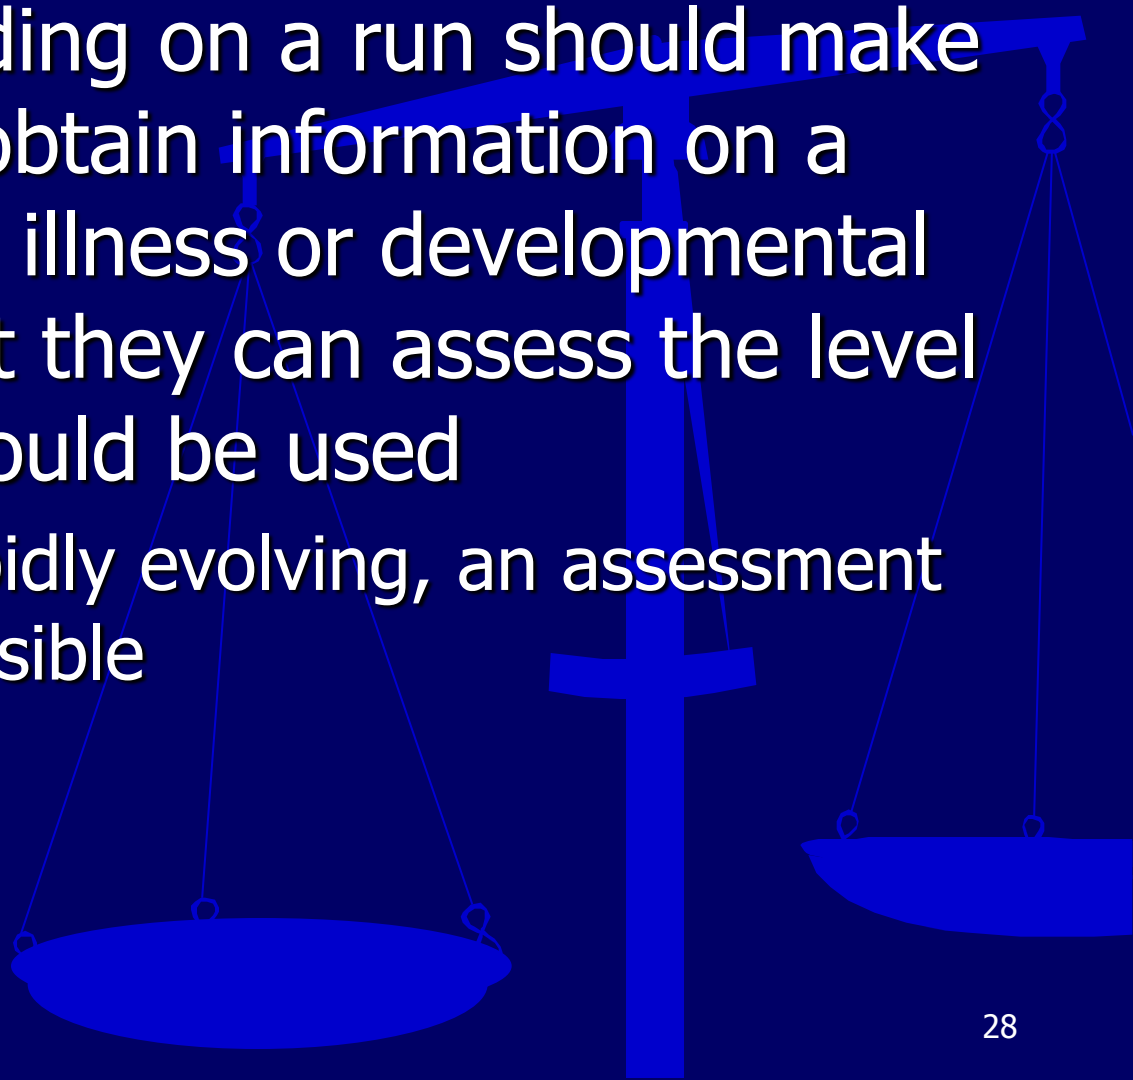 ding on a run should make
obtain information on a
illness or developmental
t they can assess the level
ould be used
idly evolving, an assessment
sible
28